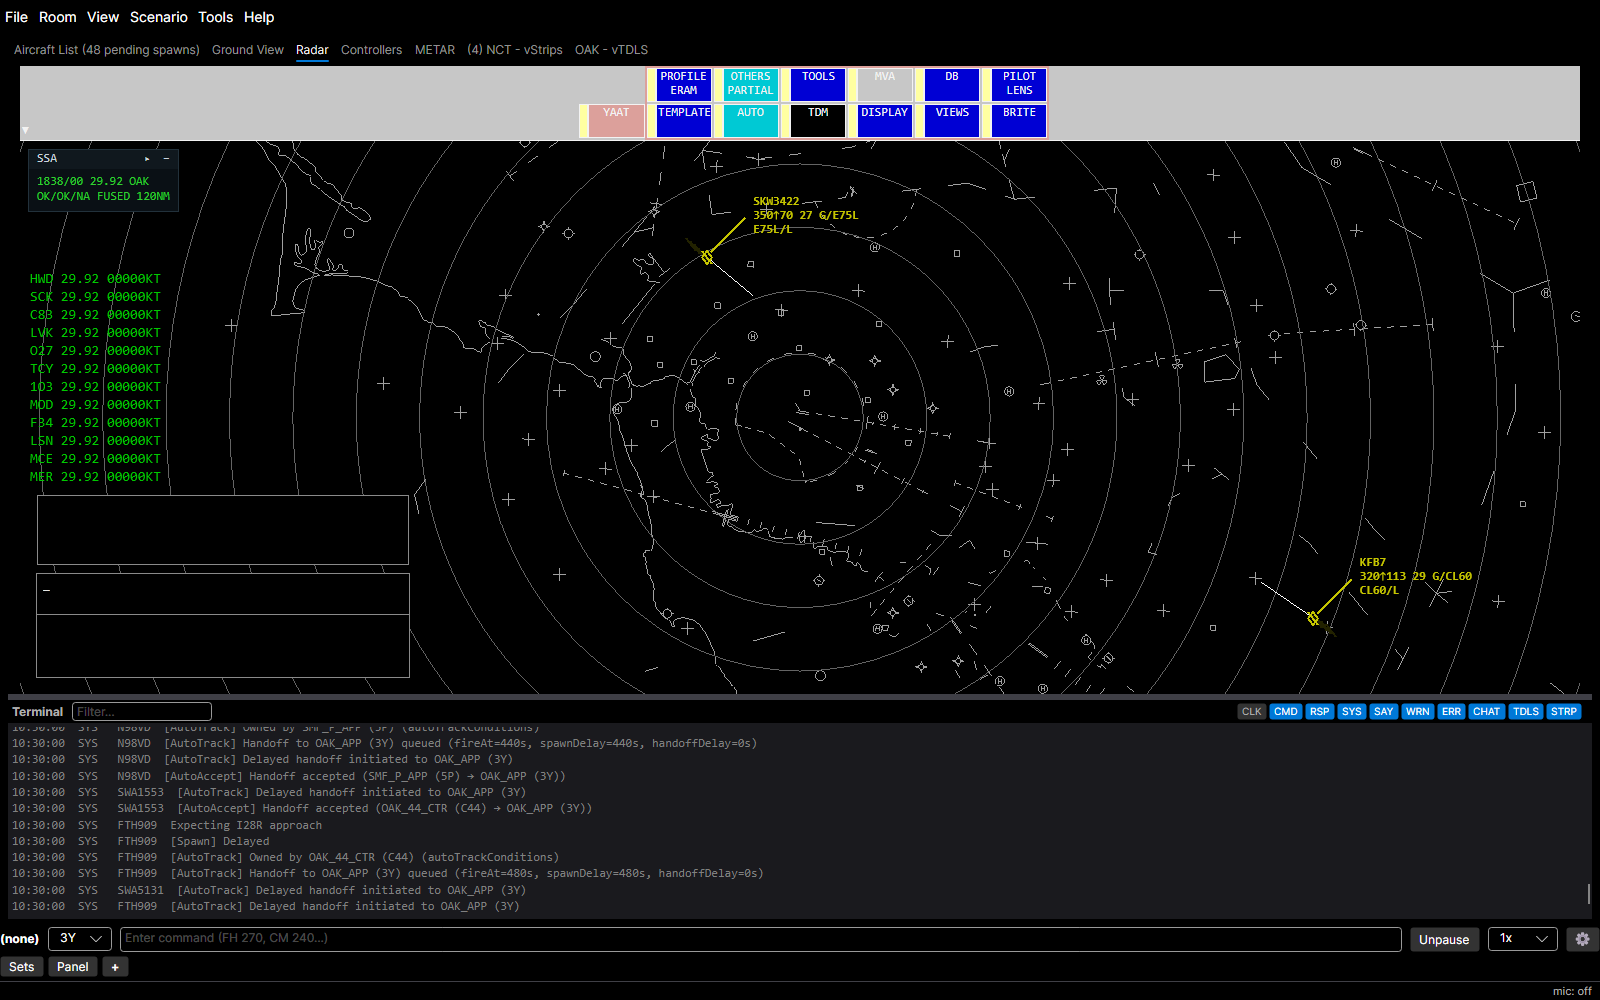 File Room View Scenario Tools Help
Aircraft List (48 pending spawns) Ground View Radar Controllers METAR (4) NCT - vStrips OAK - vTDLS
PROFILE ERAM OTHERS PARTIAL TOOLS MVA DB PILOT LENS
YAAT TEMPLATE AUTO TDM DISPLAY VIEWS BRITE
SSA
1838/00 29.92 OAK
OK/OK/NA FUSED 120NM
SKW3422
350↑70 27 G/E75L
E75L/L
HWD 29.92 00000KT
SCK 29.92 00000KT
C83 29.92 00000KT
LVK 29.92 00000KT
O27 29.92 00000KT
TCY 29.92 00000KT
1O3 29.92 00000KT
MOD 29.92 00000KT
F34 29.92 00000KT
LSN 29.92 00000KT
MCE 29.92 00000KT
MER 29.92 00000KT
KFB7
320↑113 29 G/CL60
CL60/L
Terminal Filter... CLK CMD RSP SYS SAY WRN ERR CHAT TDLS STRP
10:30:00 SYS N98VD [AutoTrack] Owned by SMF_P_APP (5P) (autoTrackConditions)
10:30:00 SYS N98VD [AutoTrack] Handoff to OAK_APP (3Y) queued (fireAt=440s, spawnDelay=440s, handoffDelay=0s)
10:30:00 SYS N98VD [AutoTrack] Delayed handoff initiated to OAK_APP (3Y)
10:30:00 SYS N98VD [AutoAccept] Handoff accepted (SMF_P_APP (5P) → OAK_APP (3Y))
10:30:00 SYS SWA1553 [AutoTrack] Delayed handoff initiated to OAK_APP (3Y)
10:30:00 SYS SWA1553 [AutoAccept] Handoff accepted (OAK_44_CTR (C44) → OAK_APP (3Y))
10:30:00 SYS FTH909 Expecting I28R approach
10:30:00 SYS FTH909 [Spawn] Delayed
10:30:00 SYS FTH909 [AutoTrack] Owned by OAK_44_CTR (C44) (autoTrackConditions)
10:30:00 SYS FTH909 [AutoTrack] Handoff to OAK_APP (3Y) queued (fireAt=480s, spawnDelay=480s, handoffDelay=0s)
10:30:00 SYS SWA5131 [AutoTrack] Delayed handoff initiated to OAK_APP (3Y)
10:30:00 SYS FTH909 [AutoTrack] Delayed handoff initiated to OAK_APP (3Y)
(none) 3Y Enter command (FH 270, CM 240...) Unpause 1x
Sets Panel +
mic: off